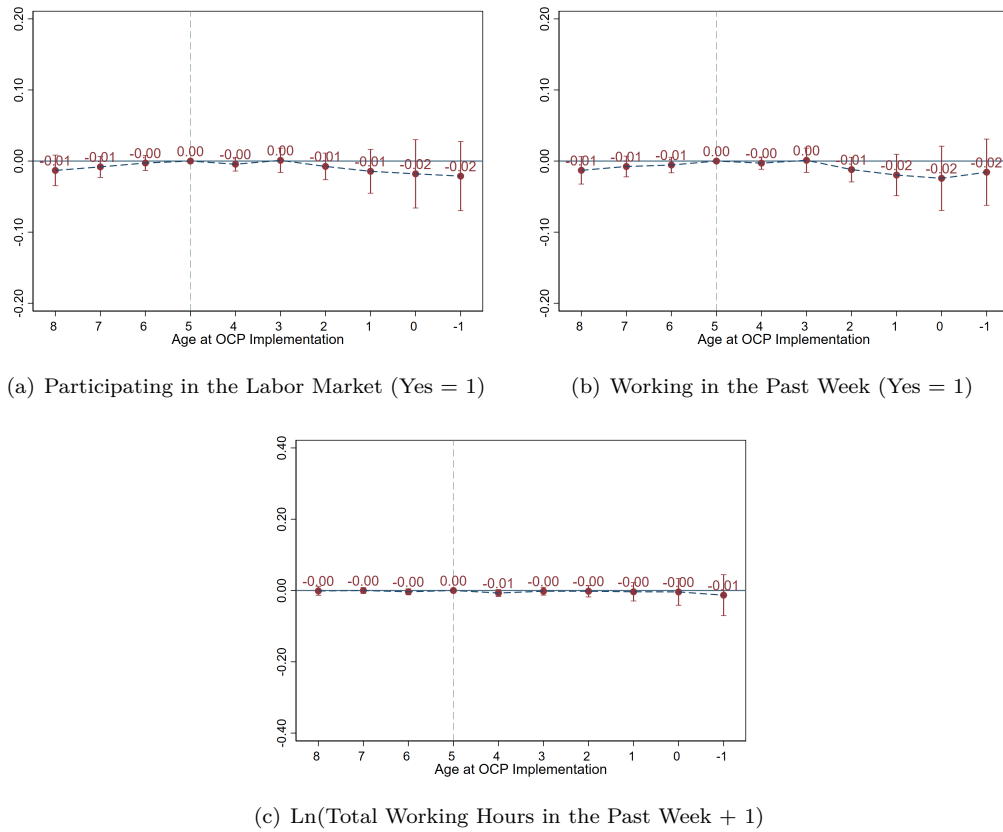 0.20
0.10
0.00
-0.10
-0.20
-0.01 -0.01 -0.00 0.00 -0.00 0.00 -0.01 -0.01 -0.02 -0.02
8 7 6 5 4 3 2 1 0 -1
Age at OCP Implementation
(a) Participating in the Labor Market (Yes = 1)
0.20
0.10
0.00
-0.10
-0.20
-0.01 -0.01 -0.01 0.00 -0.00 0.00 -0.01 -0.02 -0.02 -0.02
8 7 6 5 4 3 2 1 0 -1
Age at OCP Implementation
(b) Working in the Past Week (Yes = 1)
0.40
0.20
0.00
-0.20
-0.40
-0.00 -0.00 -0.00 0.00 -0.01 -0.00 -0.00 -0.00 -0.00 -0.01
8 7 6 5 4 3 2 1 0 -1
Age at OCP Implementation
(c) Ln(Total Working Hours in the Past Week + 1)